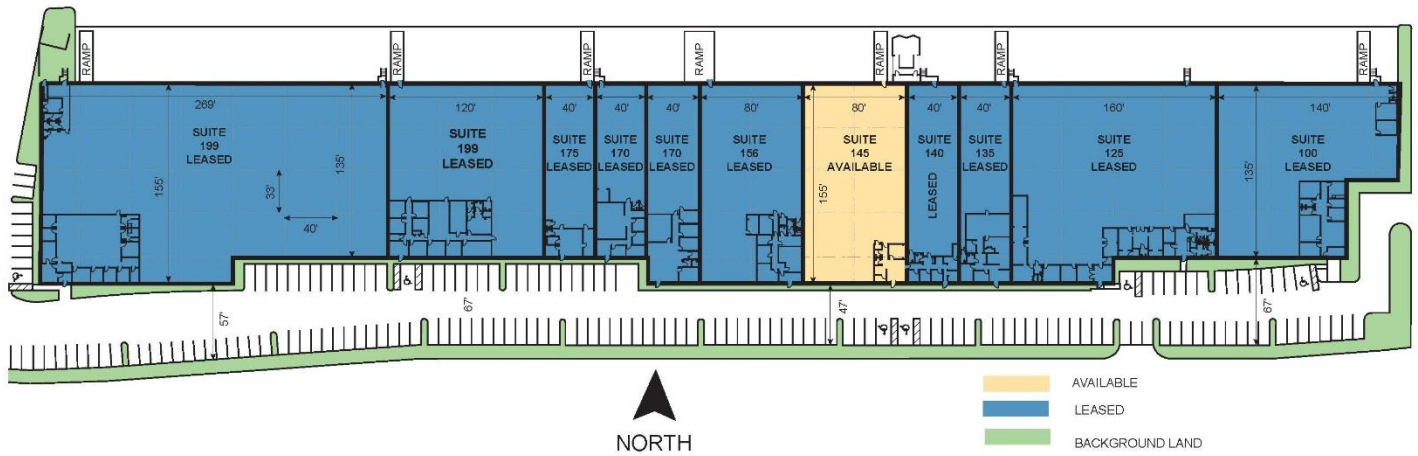 RAMP
RAMP
RAMP
RAMP
RAMP
RAMP
RAMP
269'
120'
40'
40'
40'
80'
80'
40'
40'
160'
140'
SUITE
199
LEASED
SUITE
199
LEASED
SUITE
175
LEASED
SUITE
170
LEASED
SUITE
170
LEASED
SUITE
156
LEASED
SUITE
145
AVAILABLE
SUITE
140
LEASED
SUITE
135
LEASED
SUITE
125
LEASED
SUITE
100
LEASED
155'
33'
40'
135'
155'
135'
57'
67'
47'
67'
NORTH
AVAILABLE
LEASED
BACKGROUND LAND